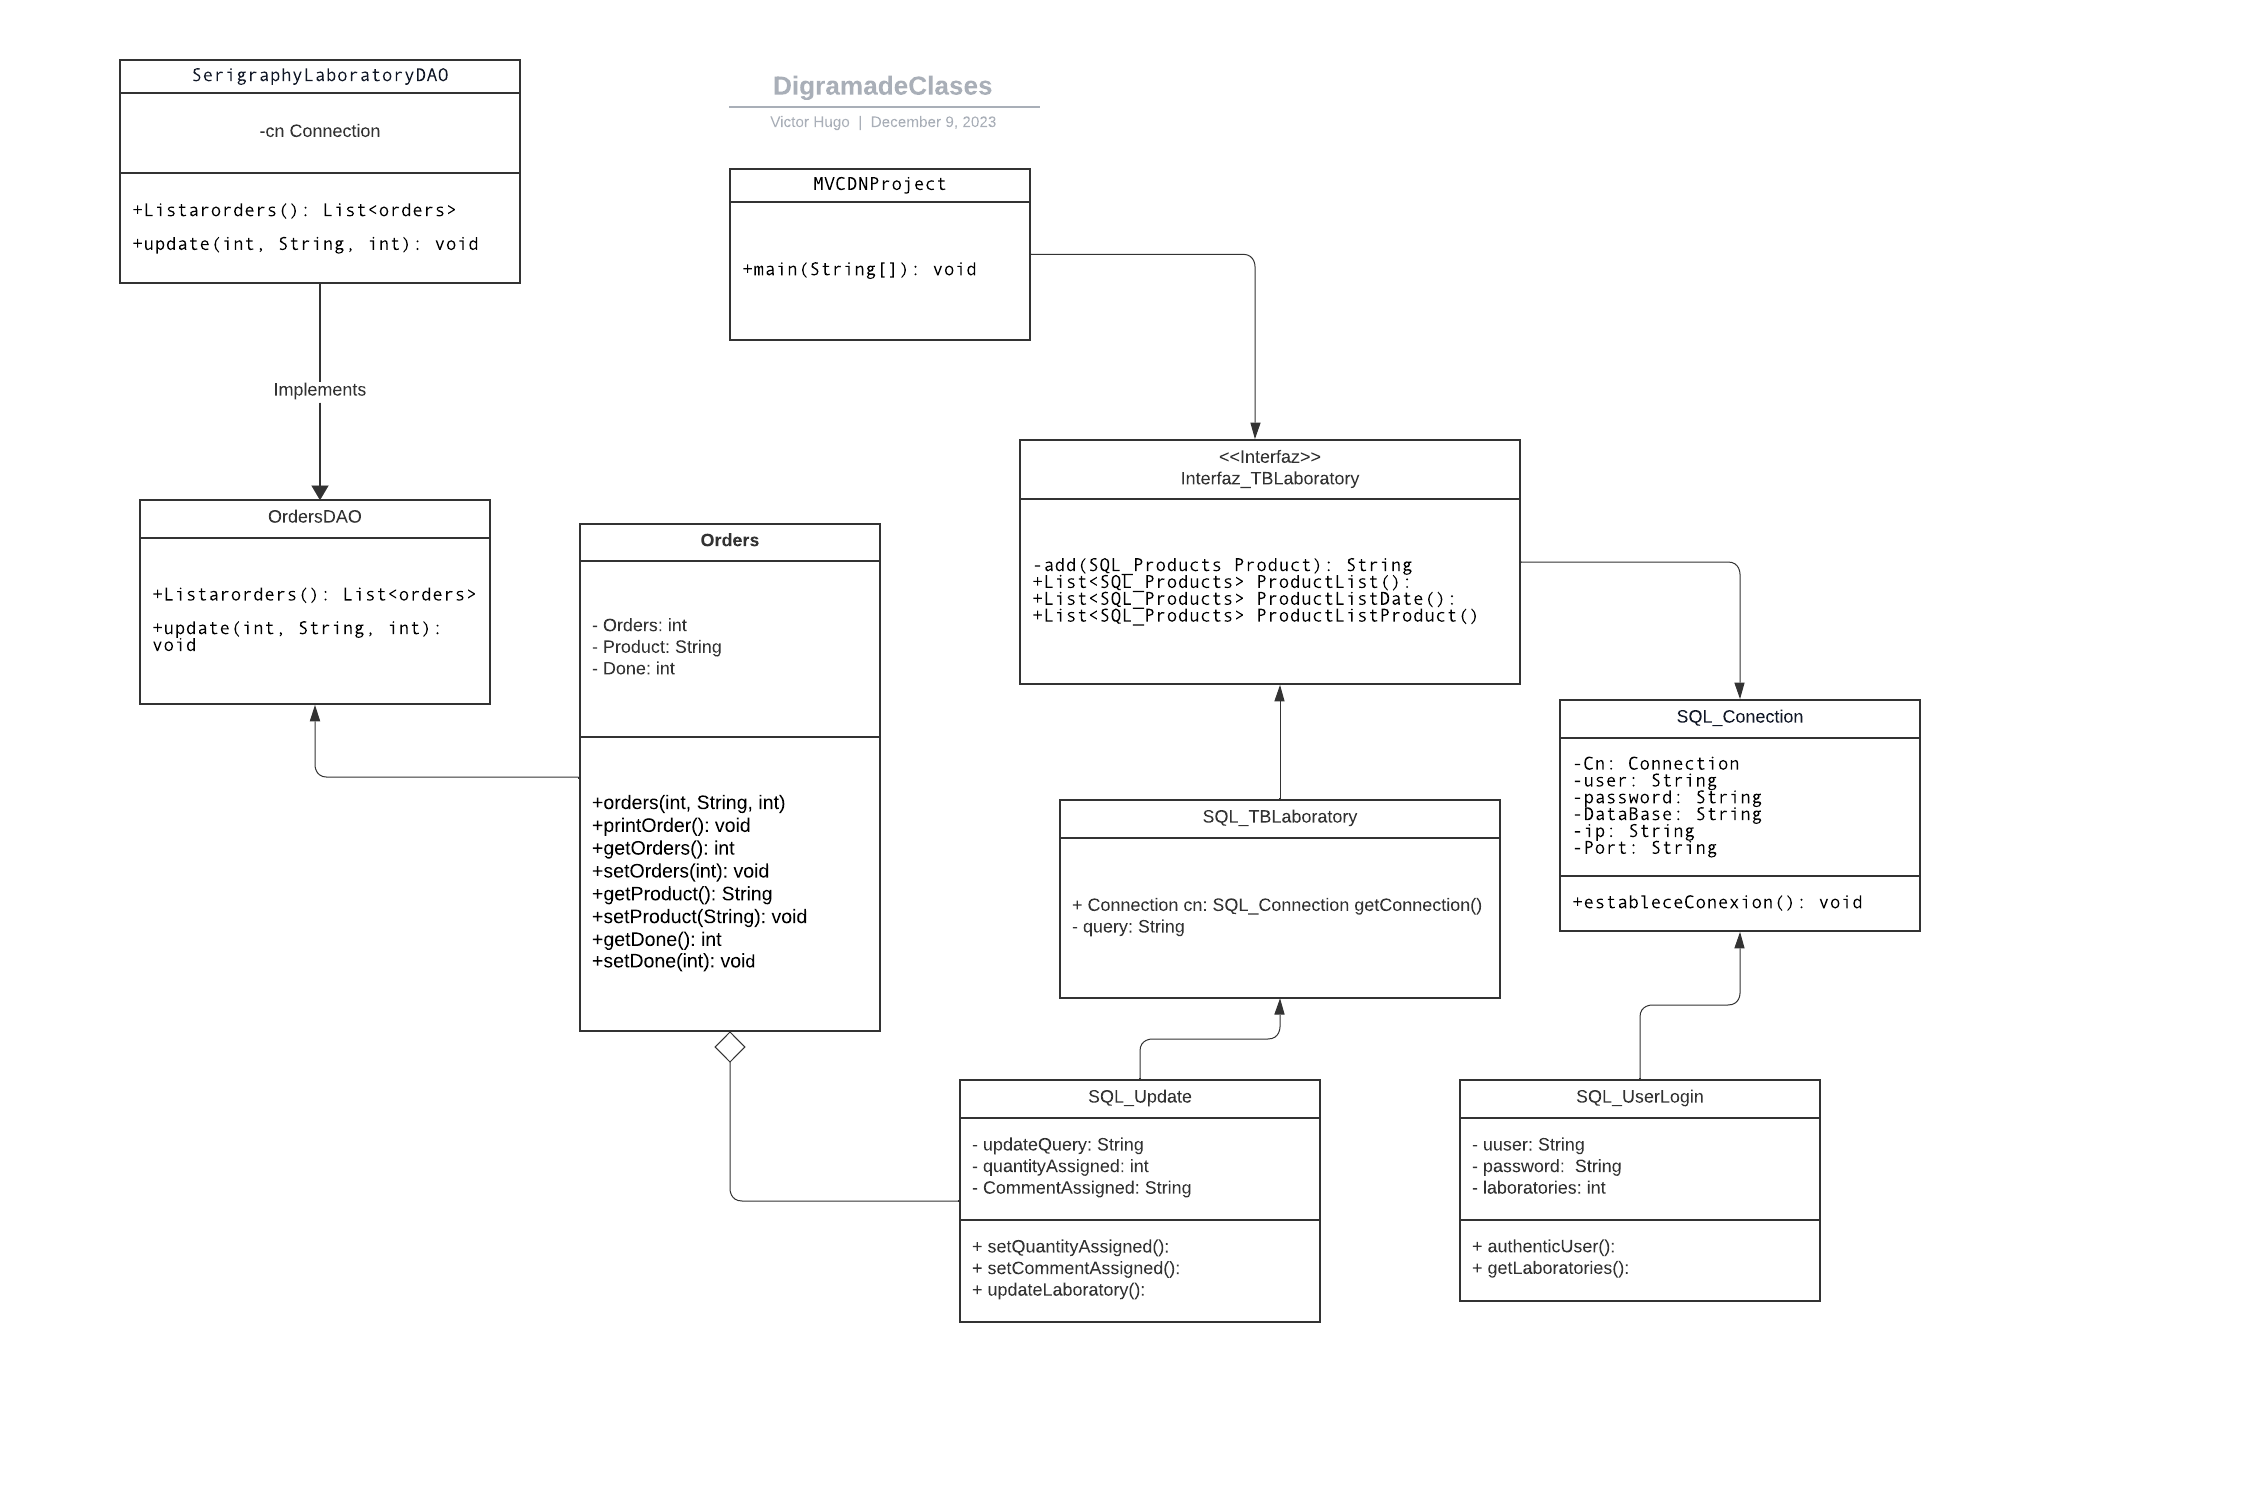 SerigraphyLaboratoryDAO
-cn Connection
+Listarorders(): List<orders>
+update(int, String, int): void
DigramadeClases
Victor Hugo | December 9, 2023
MVCDNProject
+main(String[]): void
Implements
OrdersDAO
+Listarorders(): List<orders>
+update(int, String, int):
void
Orders
- Orders: int
- Product: String
- Done: int
+orders(int, String, int)
+printOrder(): void
+getOrders(): int
+setOrders(int): void
+getProduct(): String
+setProduct(String): void
+getDone(): int
+setDone(int): void
<<Interfaz>>
Interfaz_TBLaboratory
-add(SQL_Products Product): String
+List<SQL_Products> ProductList():
+List<SQL_Products> ProductListDate():
+List<SQL_Products> ProductListProduct()
SQL_Conection
-Cn: Connection
-user: String
-password: String
-DataBase: String
-ip: String
-Port: String
+estableceConexion(): void
SQL_TBLaboratory
+ Connection cn: SQL_Connection getConnection()
- query: String
SQL_Update
- updateQuery: String
- quantityAssigned: int
- CommentAssigned: String
+ setQuantityAssigned():
+ setCommentAssigned():
+ updateLaboratory():
SQL_UserLogin
- uuser: String
- password:  String
- laboratories: int
+ authenticUser():
+ getLaboratories():